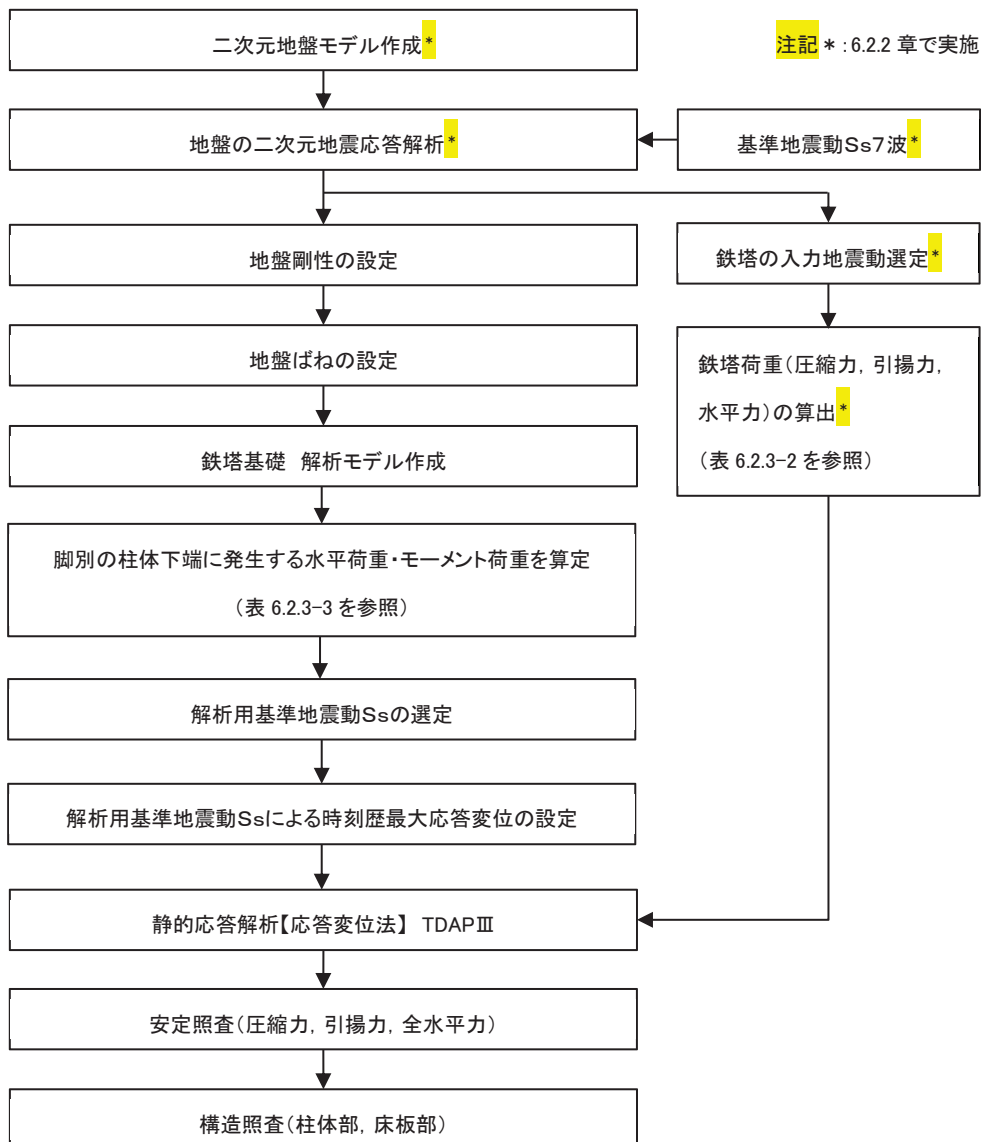 二次元地盤モデル作成*
注記*:6.2.2 章で実施
地盤の二次元地震応答解析*
基準地震動Ss7波*
地盤剛性の設定
鉄塔の入力地震動選定*
地盤ばねの設定
鉄塔荷重(圧縮力, 引揚力,
水平力)の算出*
(表 6.2.3-2 を参照)
鉄塔基礎 解析モデル作成
脚別の柱体下端に発生する水平荷重・モーメント荷重を算定
(表 6.2.3-3 を参照)
解析用基準地震動Ssの選定
解析用基準地震動Ssによる時刻歴最大応答変位の設定
静的応答解析【応答変位法】 TDAPⅢ
安定照査(圧縮力, 引揚力, 全水平力)
構造照査(柱体部, 床板部)